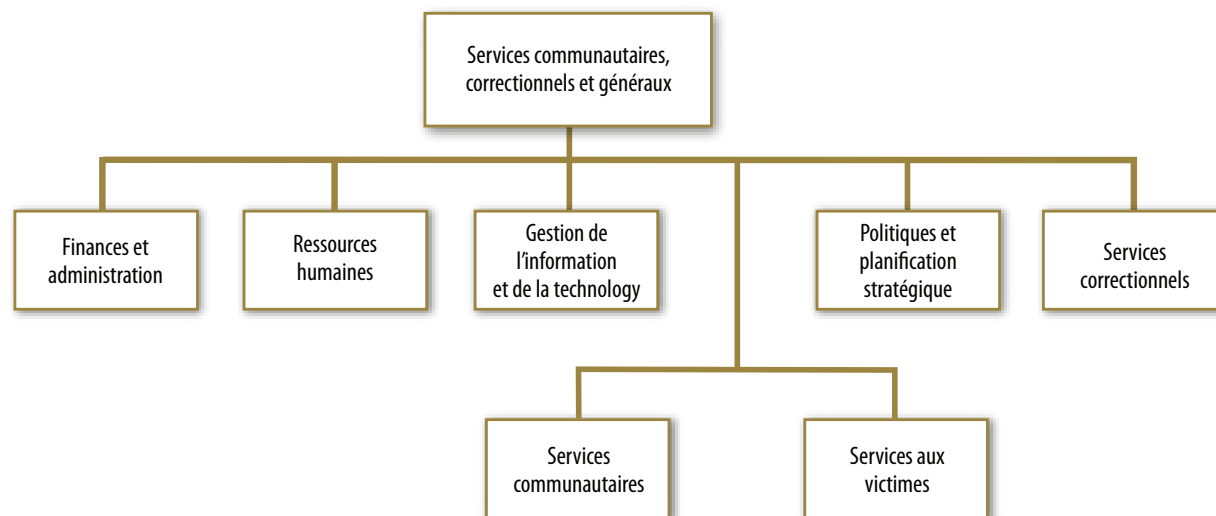 Services communautaires,
correctionnels et généraux
Finances et
administration
Ressources
humaines
Gestion de
l'information
et de la technology
Politiques et
planification
stratégique
Services
correctionnels
Services
communautaires
Services aux
victimes